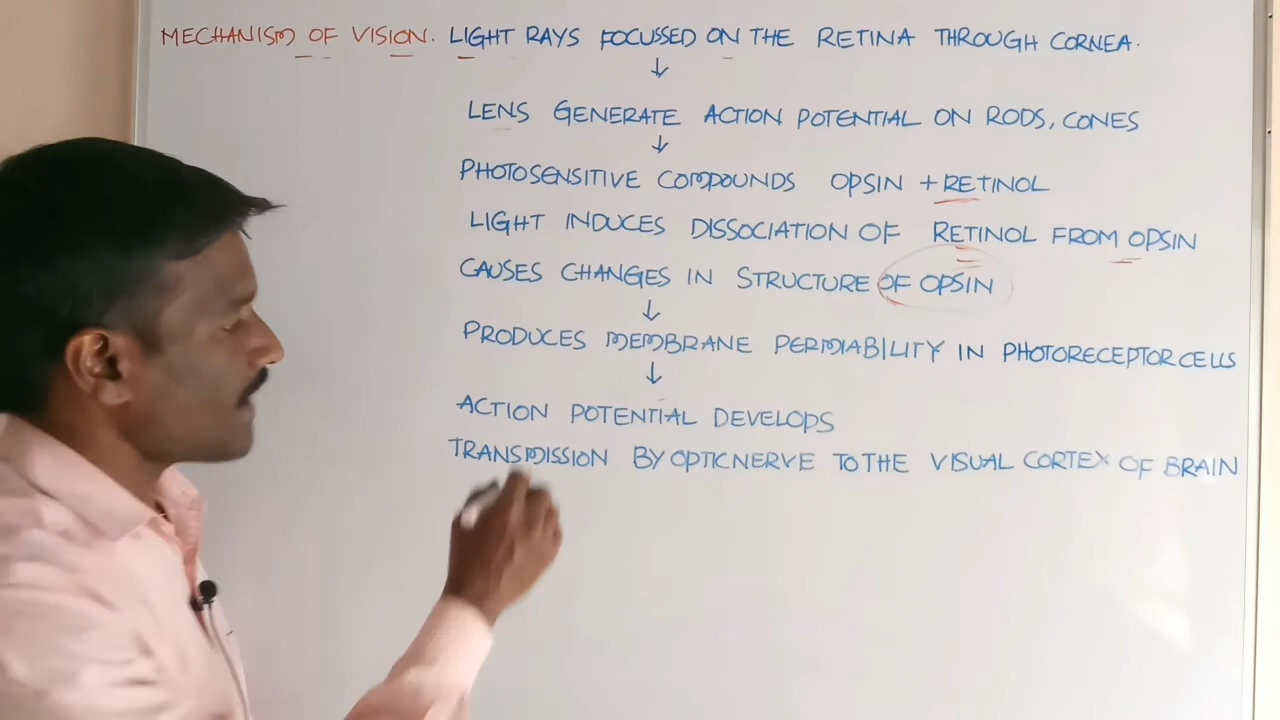 MECHANISM OF VISION. LIGHT RAYS FOCUSSED ON THE RETINA THROUGH CORNEA.
↓
LENS GENERATE ACTION POTENTIAL ON RODS, CONES
↓
PHOTOSENSITIVE COMPOUNDS OPSIN + RETINOL
LIGHT INDUCES DISSOCIATION OF RETINOL FROM OPSIN
CAUSES CHANGES IN STRUCTURE OF OPSIN
↓
PRODUCES MEMBRANE PERMIABILITY IN PHOTORECEPTOR CELLS
↓
ACTION POTENTIAL DEVELOPS
TRANSMISSION BY OPTIC NERVE TO THE VISUAL CORTEX OF BRAIN